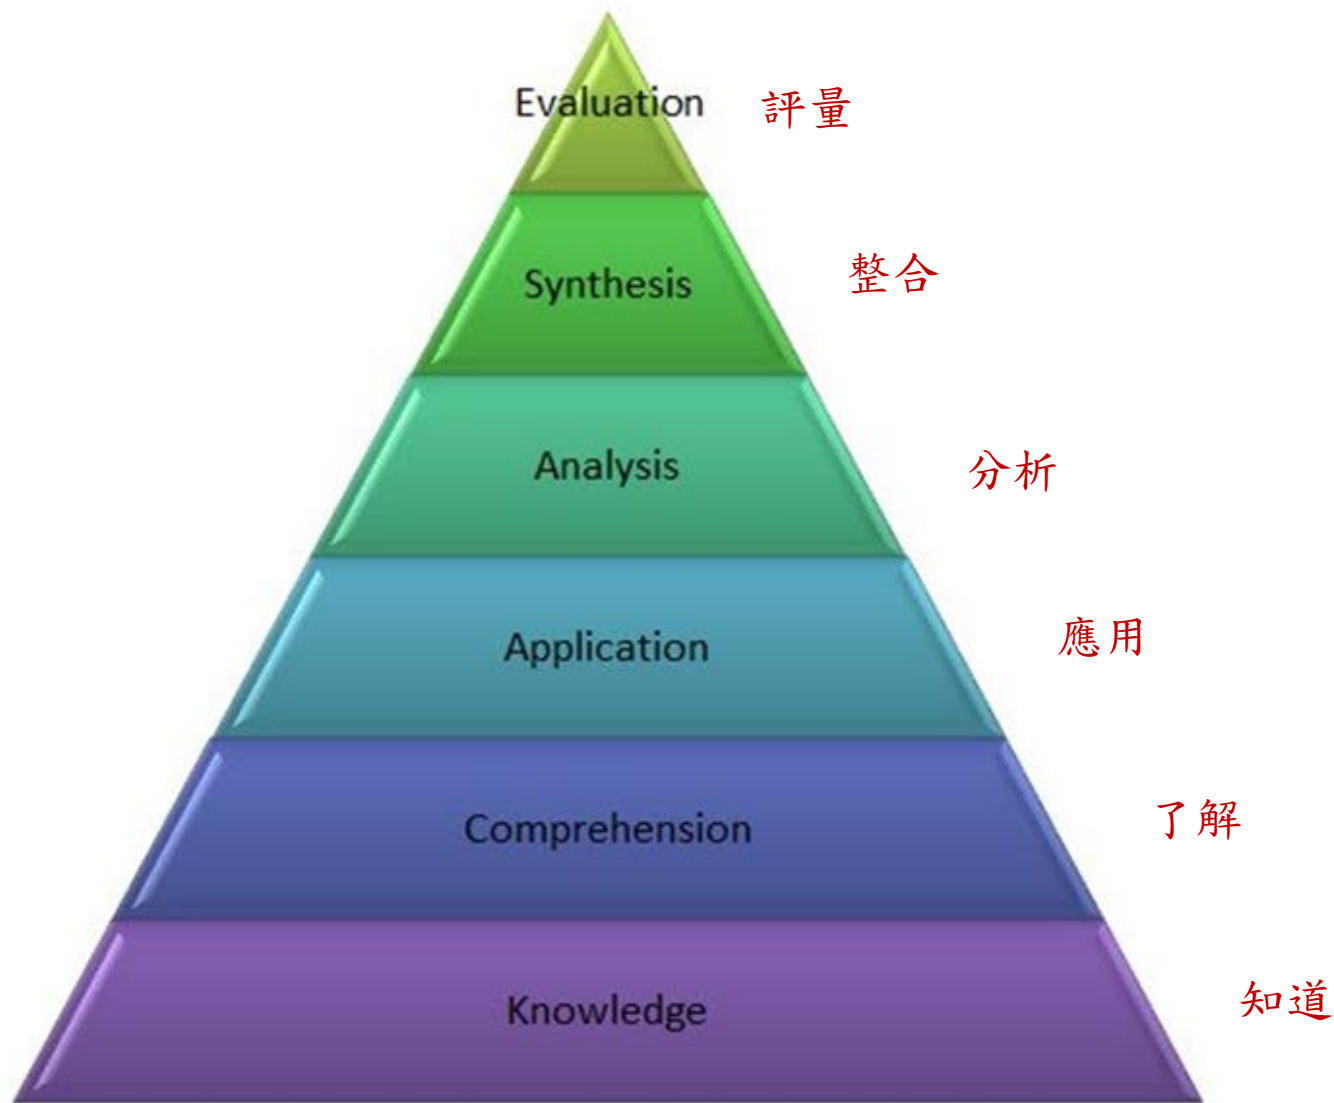 Evaluation 評量
Synthesis 整合
Analysis 分析
Application 應用
Comprehension 了解
Knowledge 知道